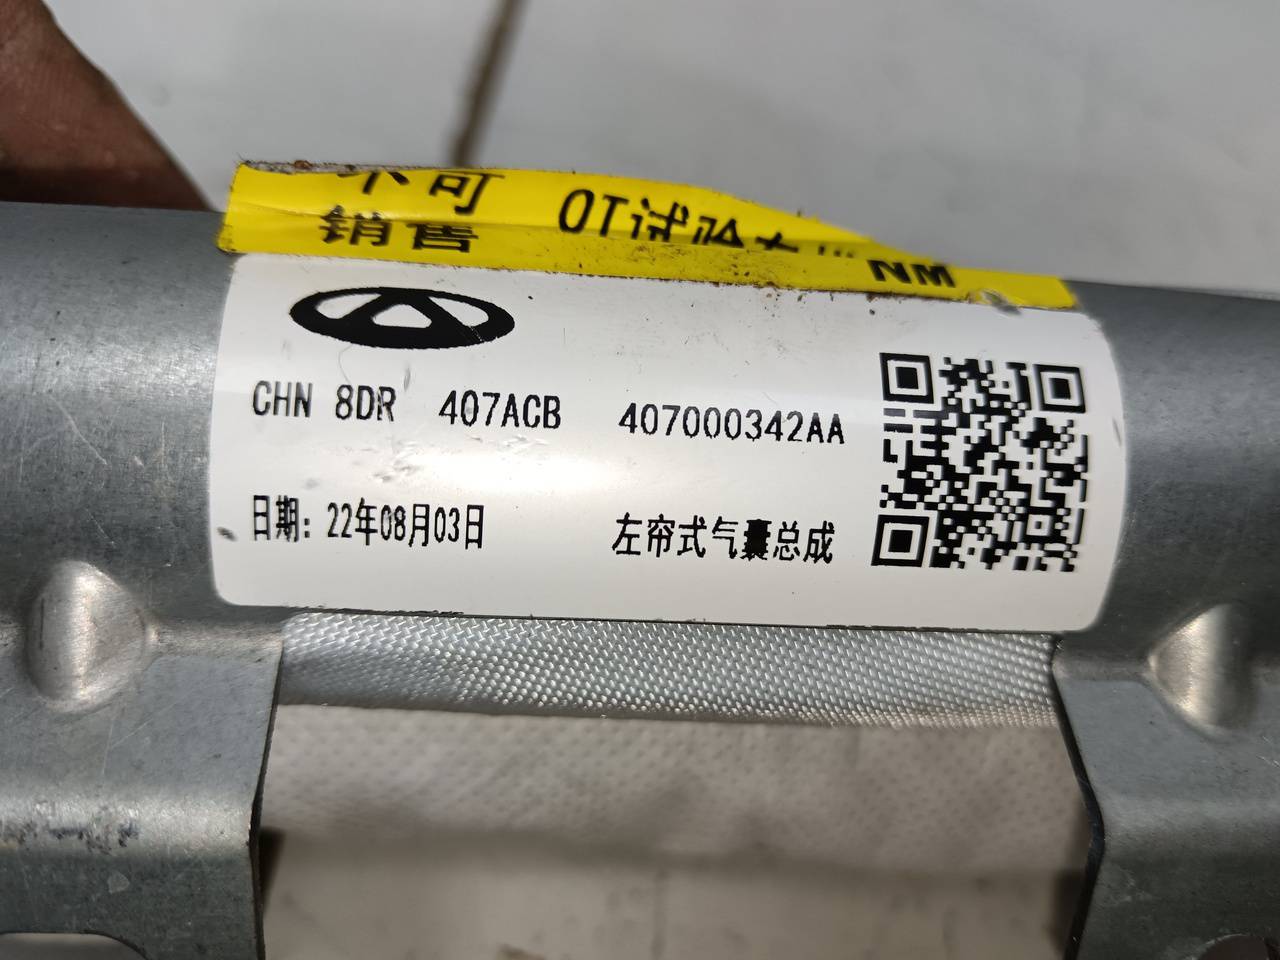 不可 OT试验
销售
NM
CHN 8DR 407ACB 407000342AA
日期: 22年08月03日 左帘式气囊总成